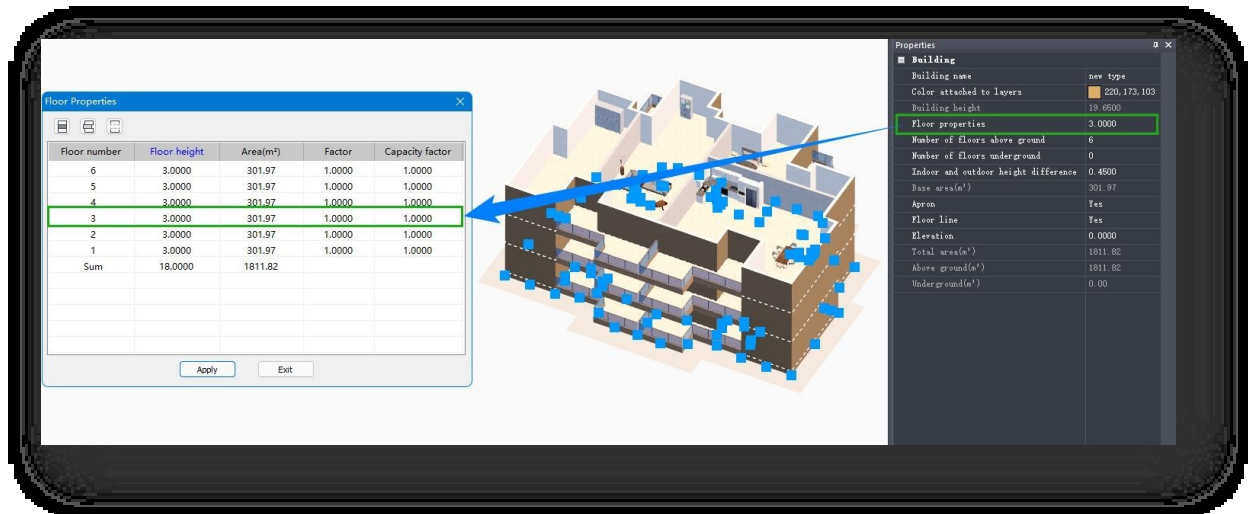 Floor Properties
Floor number Floor height Area(m²) Factor Capacity factor
6 3.0000 301.97 1.0000 1.0000
5 3.0000 301.97 1.0000 1.0000
4 3.0000 301.97 1.0000 1.0000
3 3.0000 301.97 1.0000 1.0000
2 3.0000 301.97 1.0000 1.0000
1 3.0000 301.97 1.0000 1.0000
Sum 18.0000 1811.82
Apply Exit
Properties
Building
Building name new type
Color attached to layers 220,173,103
Building height 19.6500
Floor properties 3.0000
Number of floors above ground 6
Number of floors underground 0
Indoor and outdoor height difference 0.4500
Base area(m²) 301.97
Apron Yes
Floor line Yes
Elevation 0.0000
Total area(m²) 1811.82
Above ground(m²) 1811.82
Underground(m²) 0.00